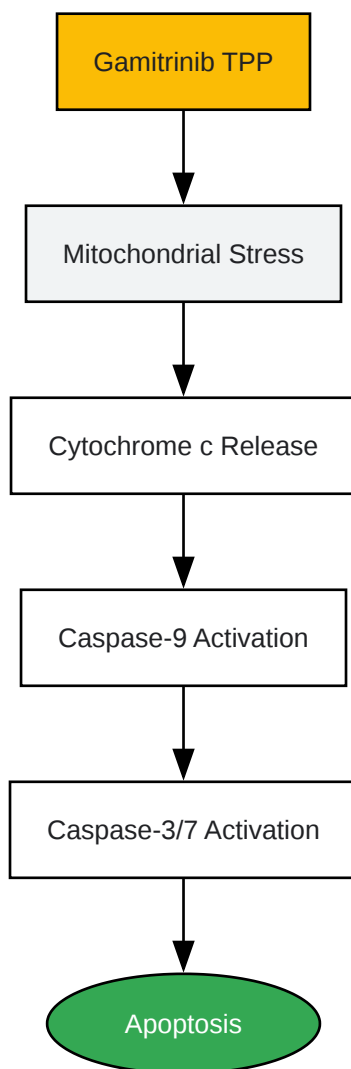 Gamitrinib TPP
Mitochondrial Stress
Cytochrome c Release
Caspase-9 Activation
Caspase-3/7 Activation
Apoptosis